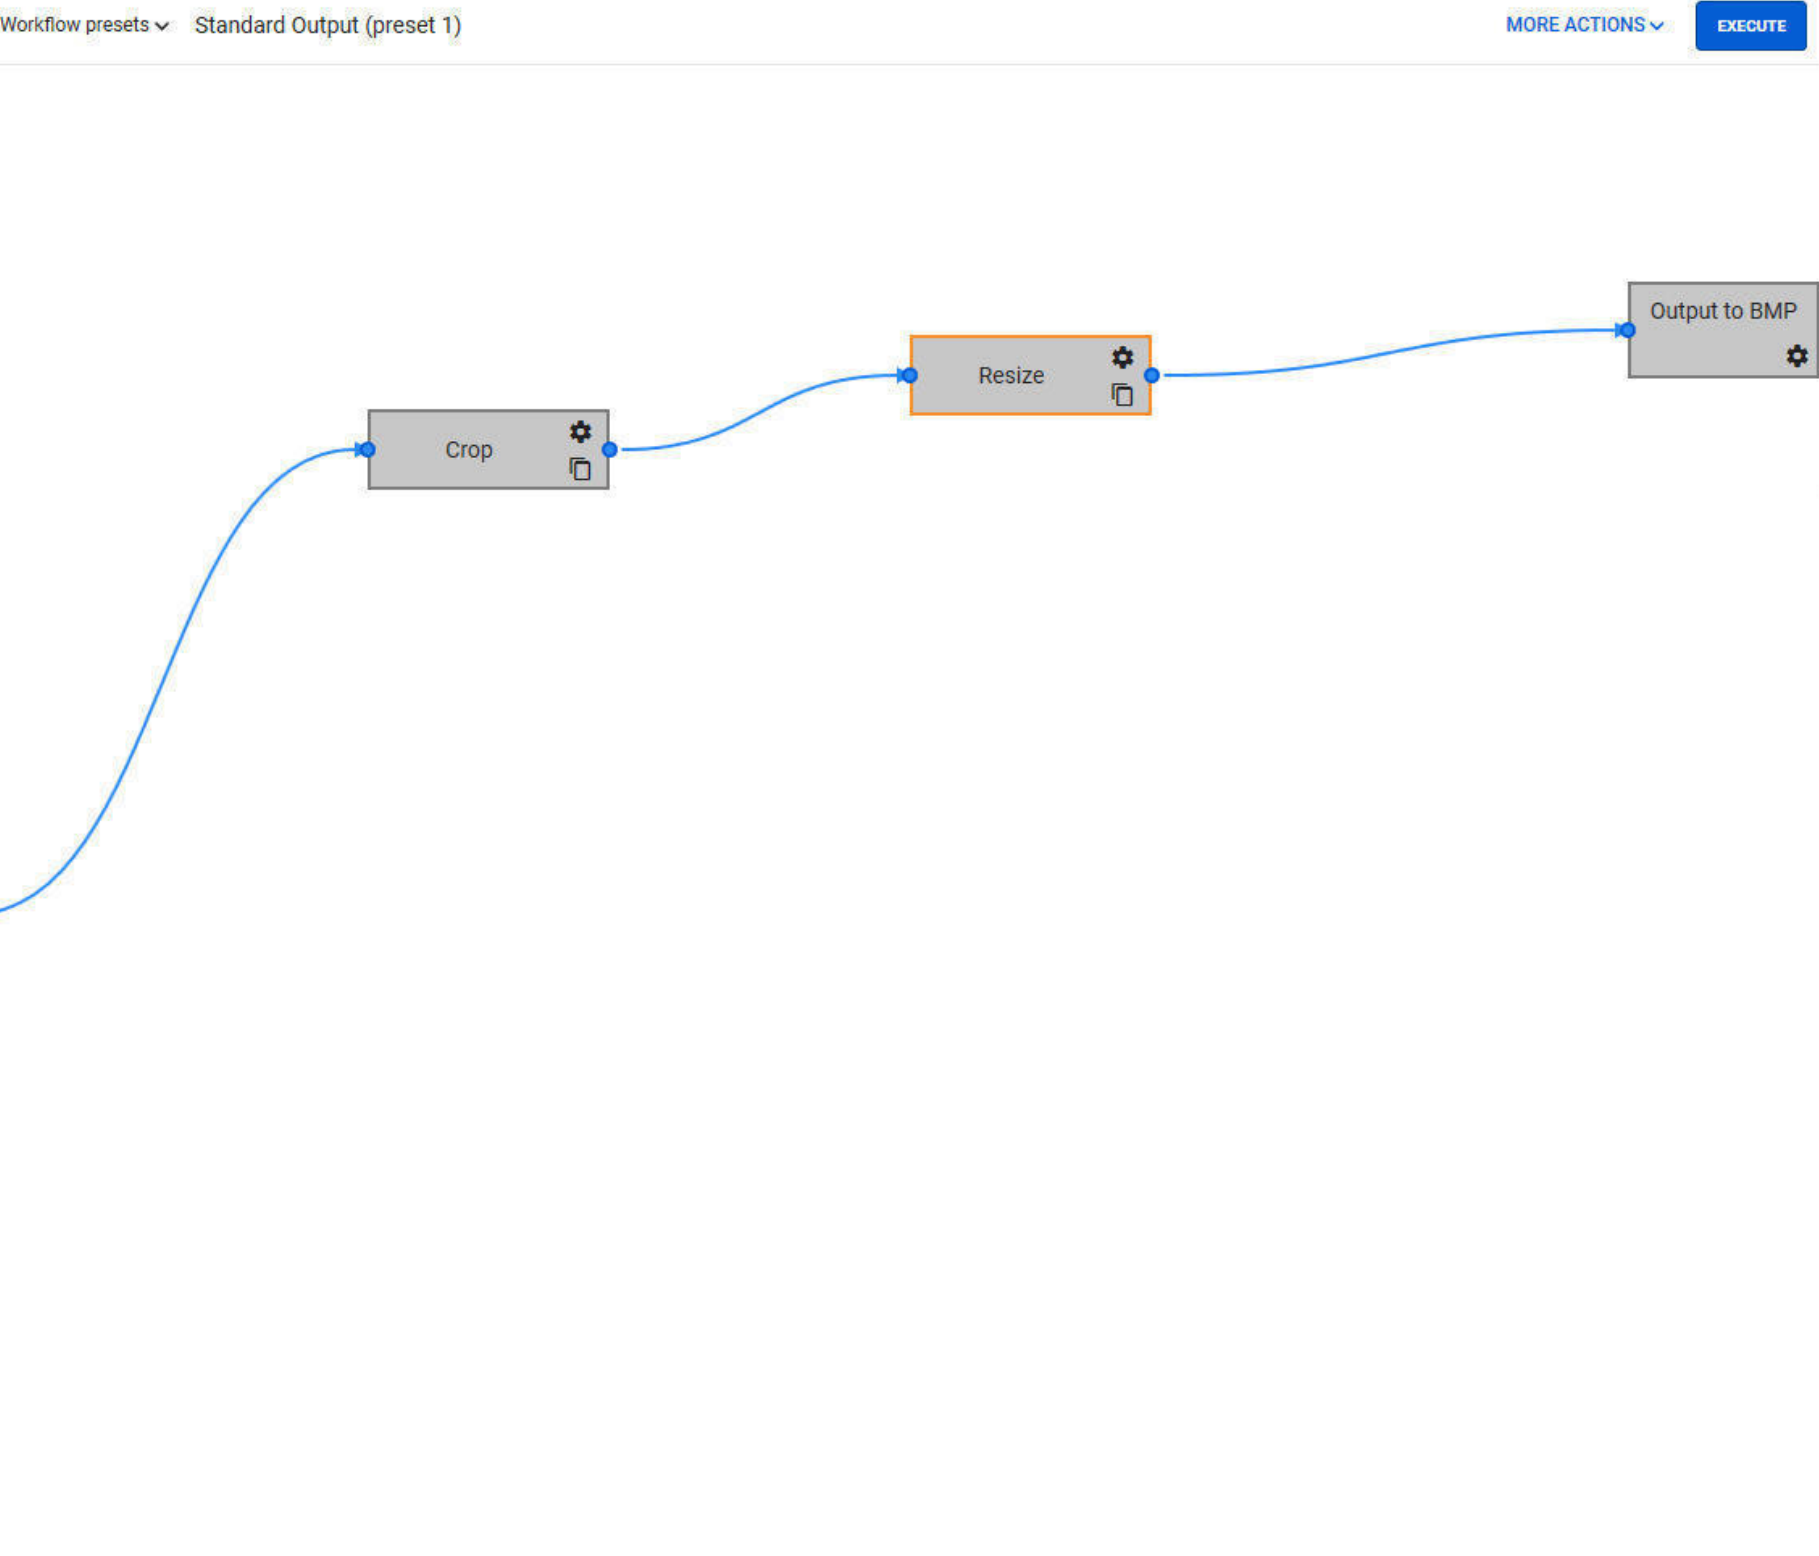 Workflow presets
Standard Output (preset 1)
MORE ACTIONS
EXECUTE
Output to BMP
Resize
Crop